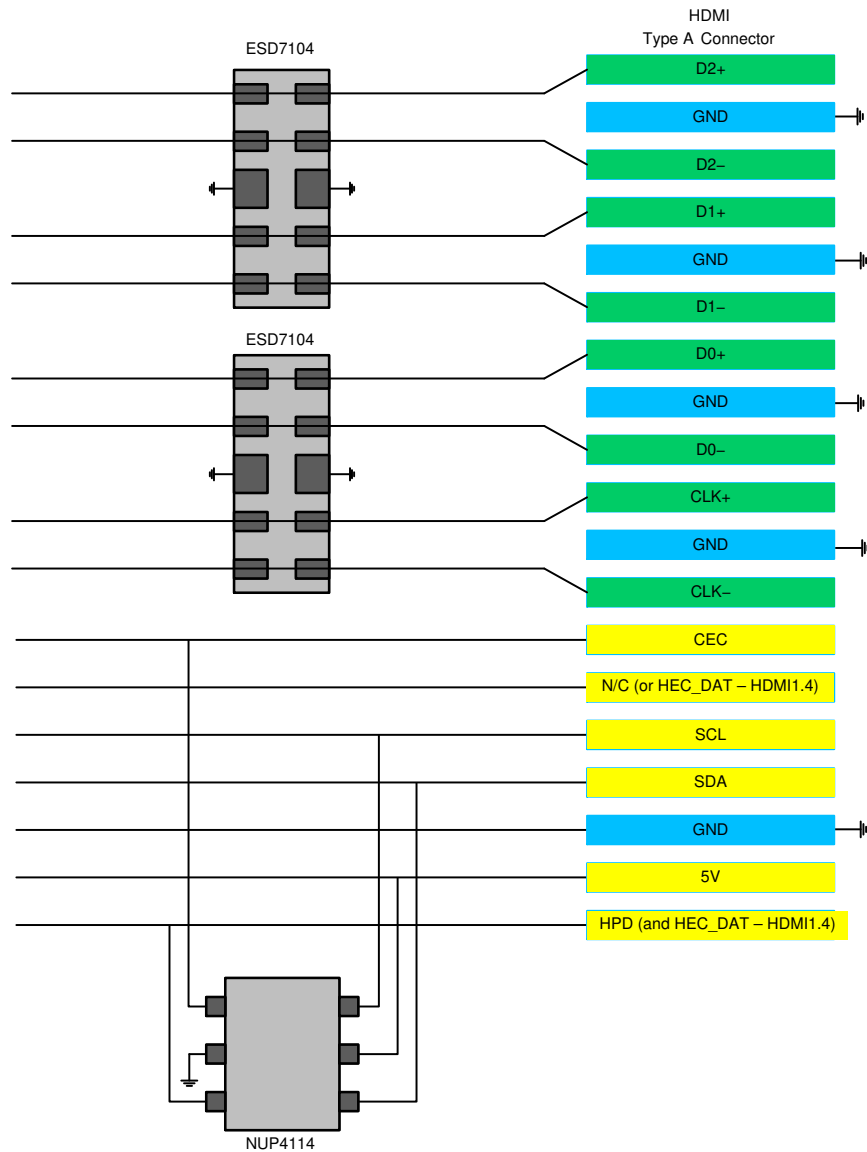 HDMI
Type A Connector
ESD7104
D2+
GND
D2−
D1+
GND
D1−
ESD7104
D0+
GND
D0−
CLK+
GND
CLK−
CEC
N/C (or HEC_DAT – HDMI1.4)
SCL
SDA
GND
5V
HPD (and HEC_DAT – HDMI1.4)
NUP4114